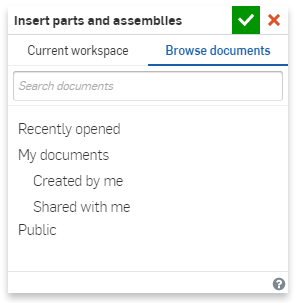 Insert parts and assemblies
Current workspace Browse documents
Search documents
Recently opened
My documents
Created by me
Shared with me
Public